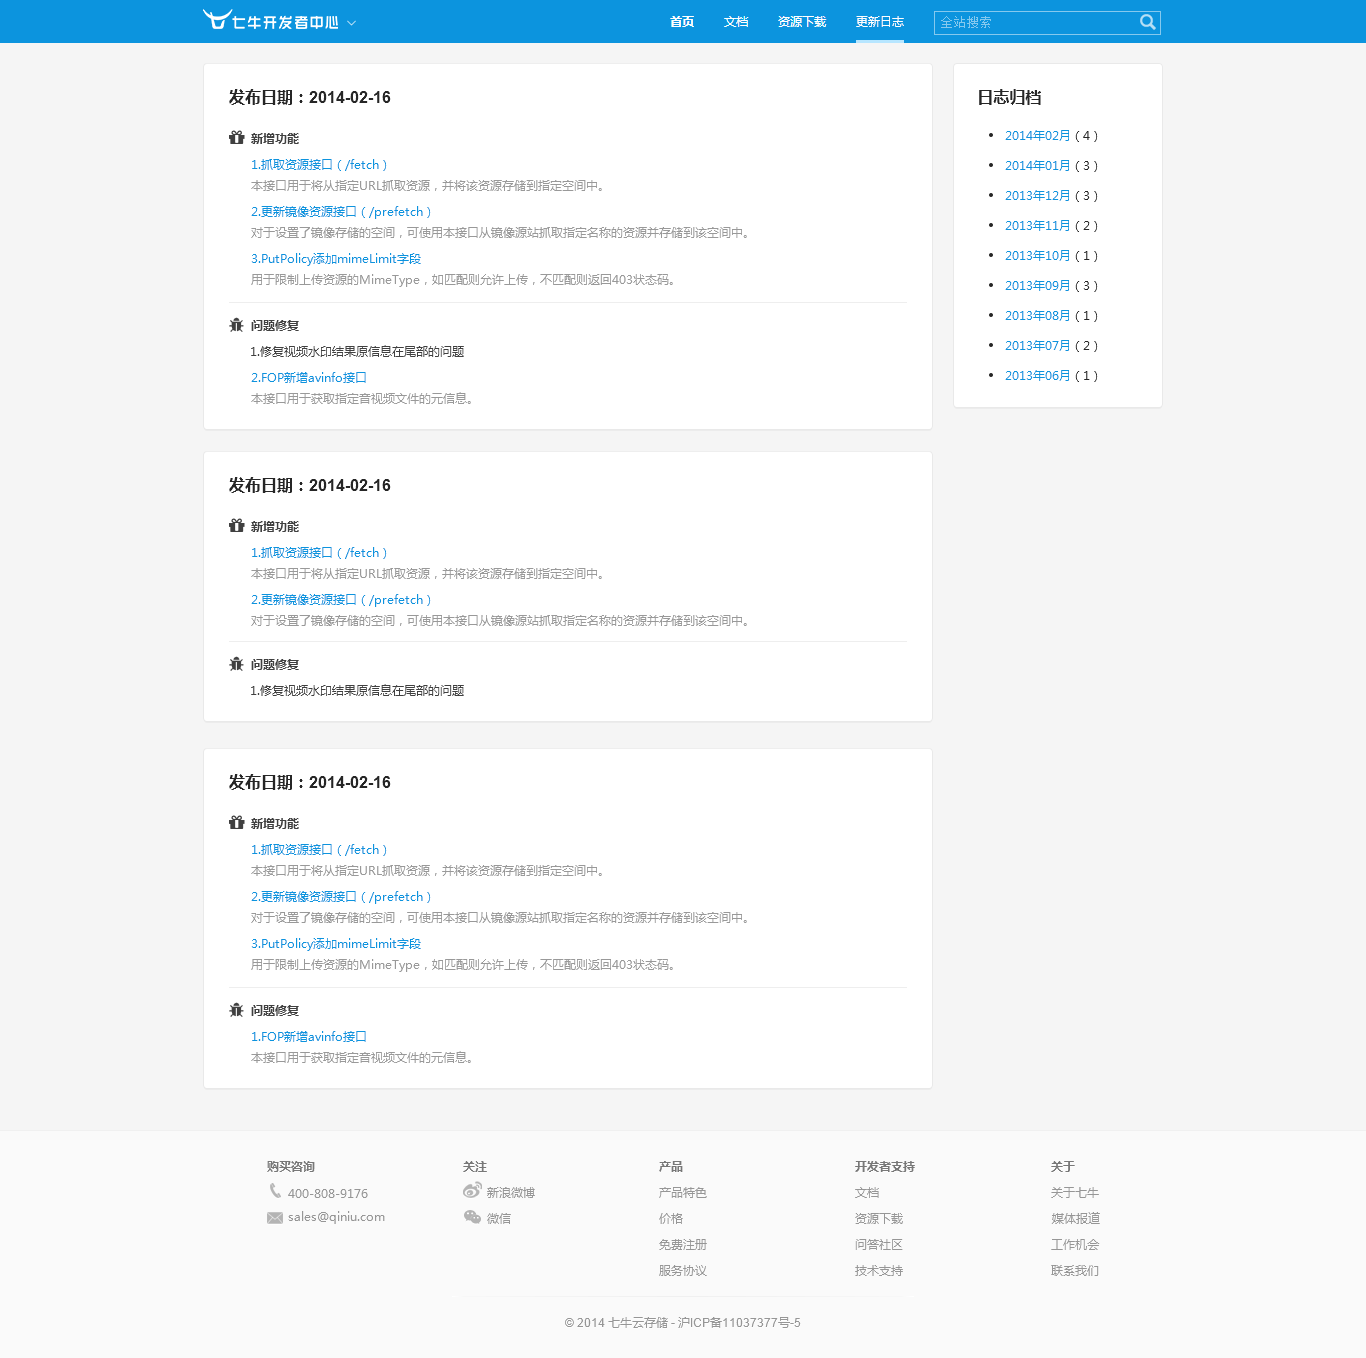 七牛开发者中心
首页 文档 资源下载 更新日志 全站搜索
发布日期：2014-02-16
新增功能
1.抓取资源接口（/fetch）
本接口用于将从指定URL抓取资源，并将该资源存储到指定空间中。
2.更新镜像资源接口（/prefetch）
对于设置了镜像存储的空间，可使用本接口从镜像源站抓取指定名称的资源并存储到该空间中。
3.PutPolicy添加mimeLimit字段
用于限制上传资源的MimeType，如匹配则允许上传，不匹配则返回403状态码。
问题修复
1.修复视频水印结果原信息在尾部的问题
2.FOP新增avinfo接口
本接口用于获取指定音视频文件的元信息。
日志归档
2014年02月（4）
2014年01月（3）
2013年12月（3）
2013年11月（2）
2013年10月（1）
2013年09月（3）
2013年08月（1）
2013年07月（2）
2013年06月（1）
发布日期：2014-02-16
新增功能
1.抓取资源接口（/fetch）
本接口用于将从指定URL抓取资源，并将该资源存储到指定空间中。
2.更新镜像资源接口（/prefetch）
对于设置了镜像存储的空间，可使用本接口从镜像源站抓取指定名称的资源并存储到该空间中。
问题修复
1.修复视频水印结果原信息在尾部的问题
发布日期：2014-02-16
新增功能
1.抓取资源接口（/fetch）
本接口用于将从指定URL抓取资源，并将该资源存储到指定空间中。
2.更新镜像资源接口（/prefetch）
对于设置了镜像存储的空间，可使用本接口从镜像源站抓取指定名称的资源并存储到该空间中。
3.PutPolicy添加mimeLimit字段
用于限制上传资源的MimeType，如匹配则允许上传，不匹配则返回403状态码。
问题修复
1.FOP新增avinfo接口
本接口用于获取指定音视频文件的元信息。
购买咨询
400-808-9176
sales@qiniu.com
关注
新浪微博
微信
产品
产品特色
价格
免费注册
服务协议
开发者支持
文档
资源下载
问答社区
技术支持
关于
关于七牛
媒体报道
工作机会
联系我们
© 2014 七牛云存储 - 沪ICP备11037377号-5